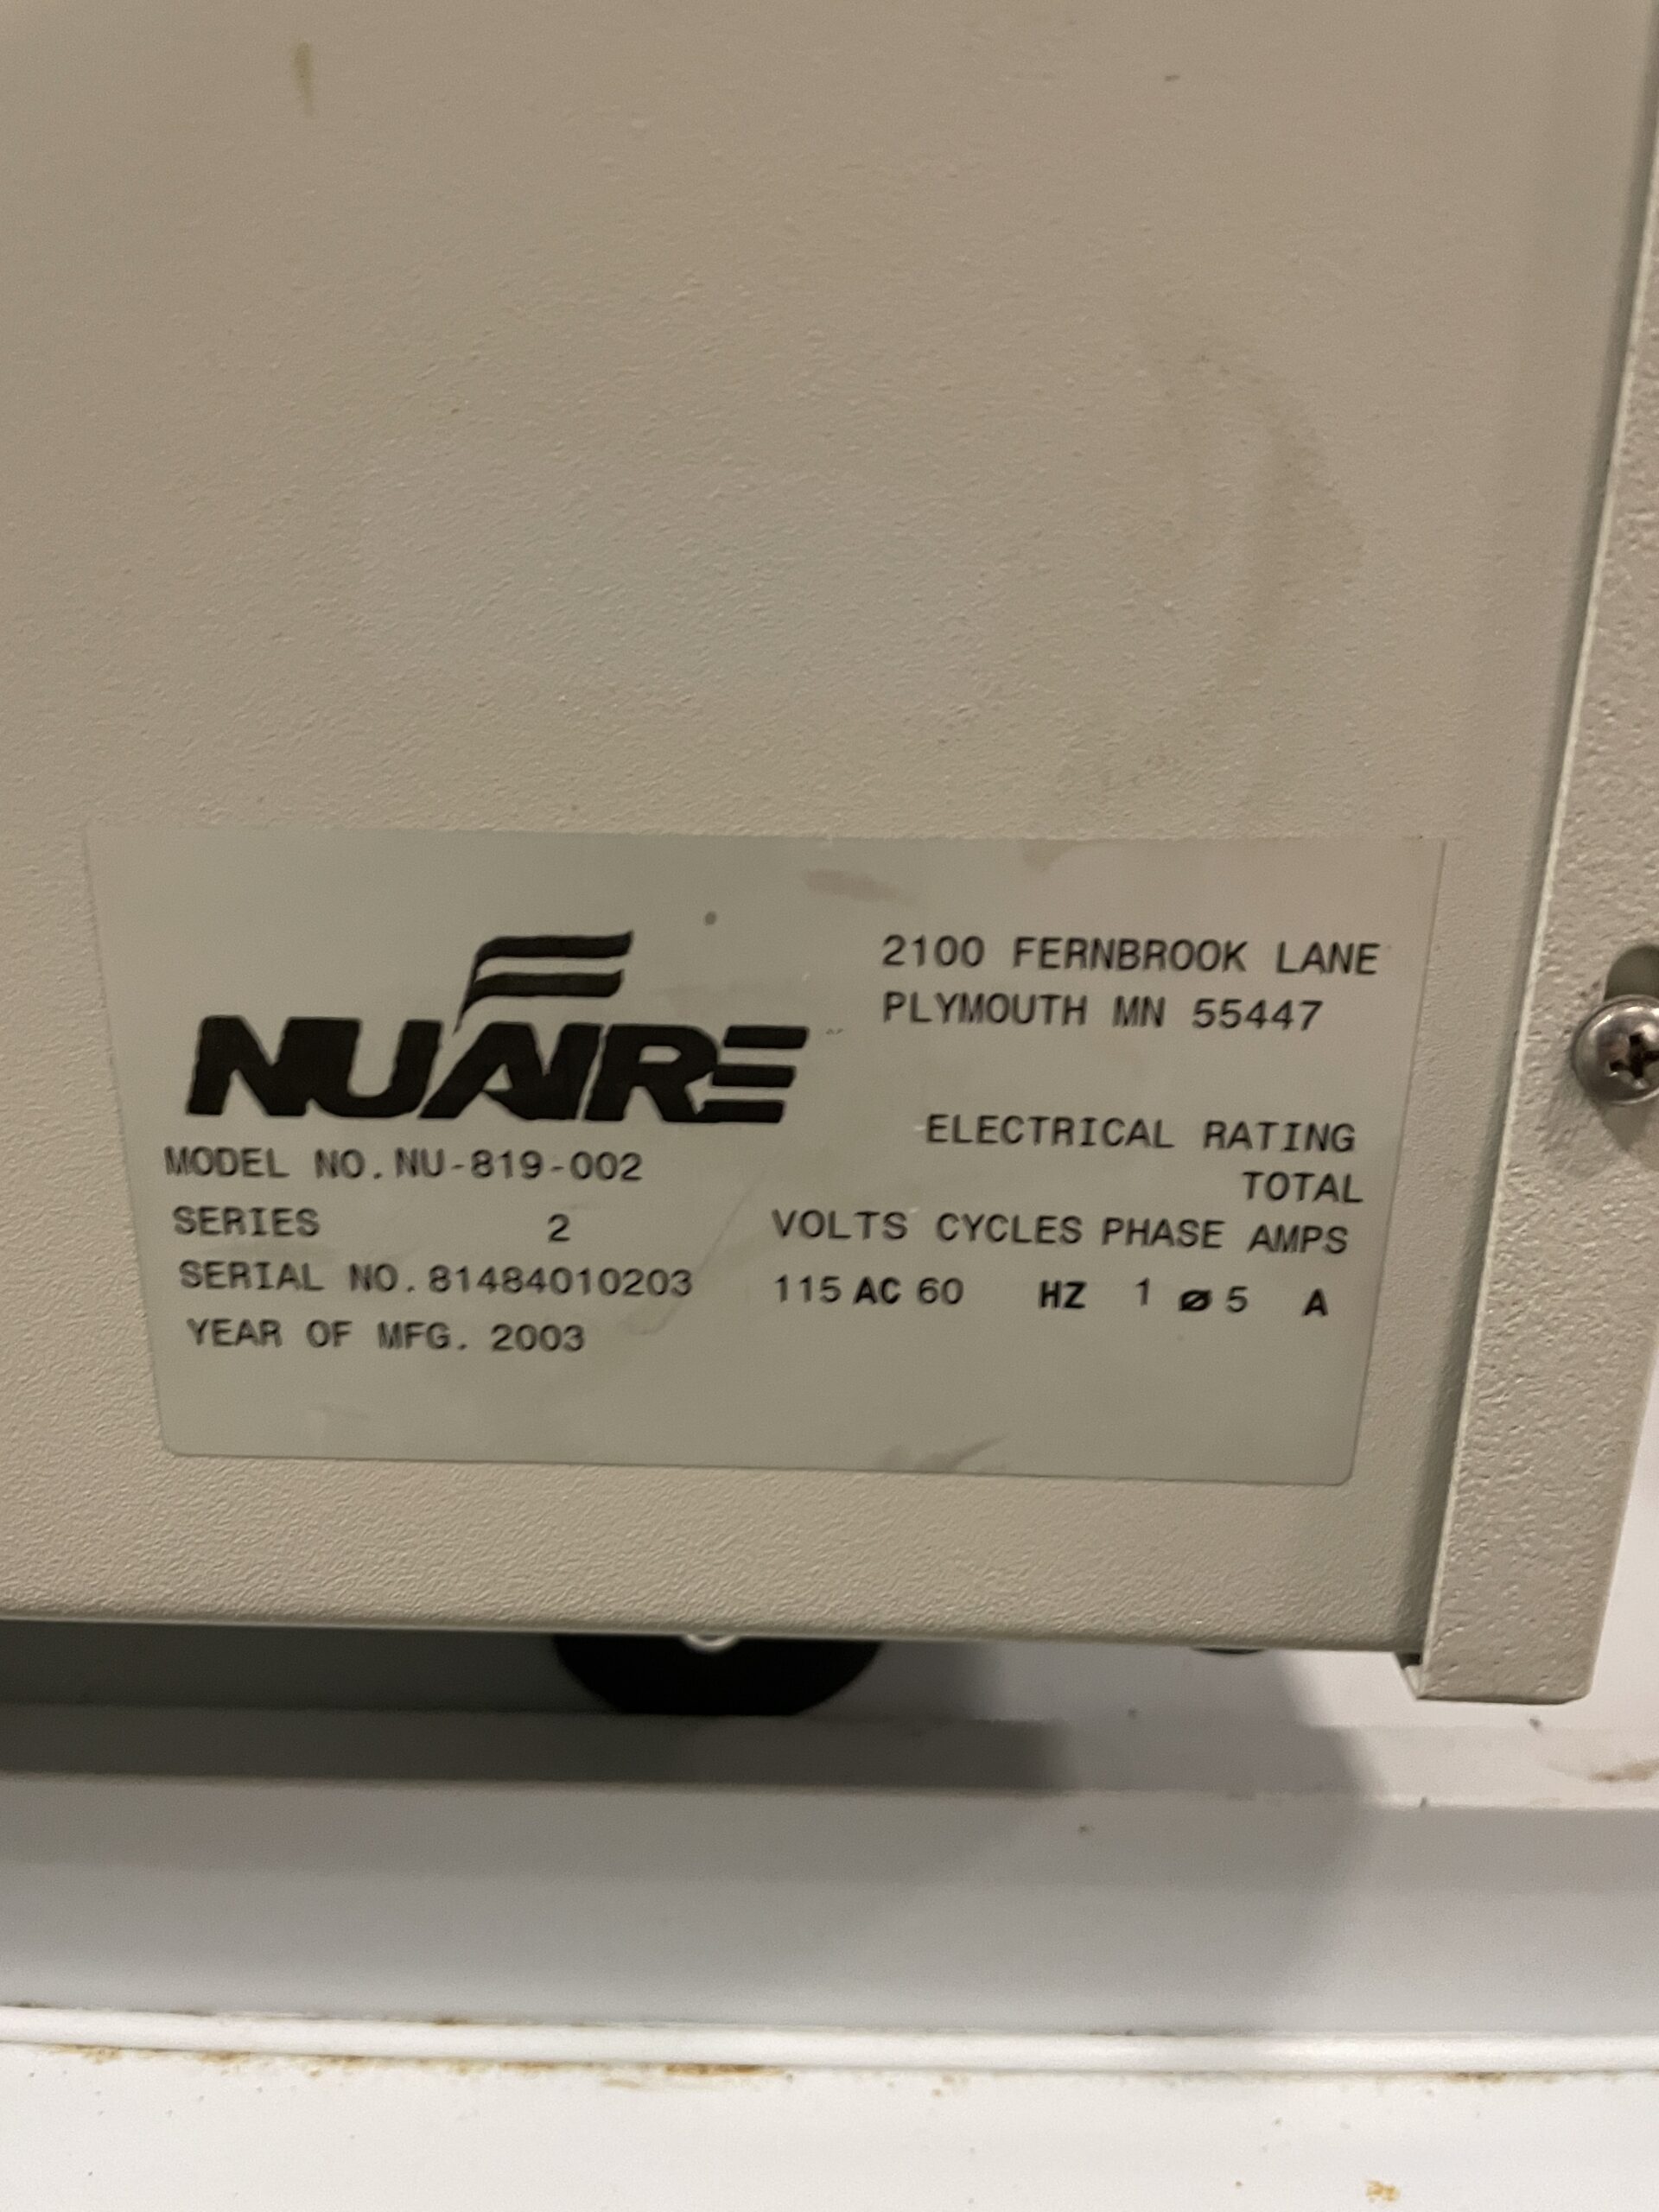 NUAIRE
2100 FERNBROOK LANE
PLYMOUTH MN 55447
MODEL NO. NU-819-002
SERIES 2
SERIAL NO. 81484010203
YEAR OF MFG. 2003
ELECTRICAL RATING
TOTAL
VOLTS CYCLES PHASE AMPS
115 AC 60 HZ 1 ø 5 A